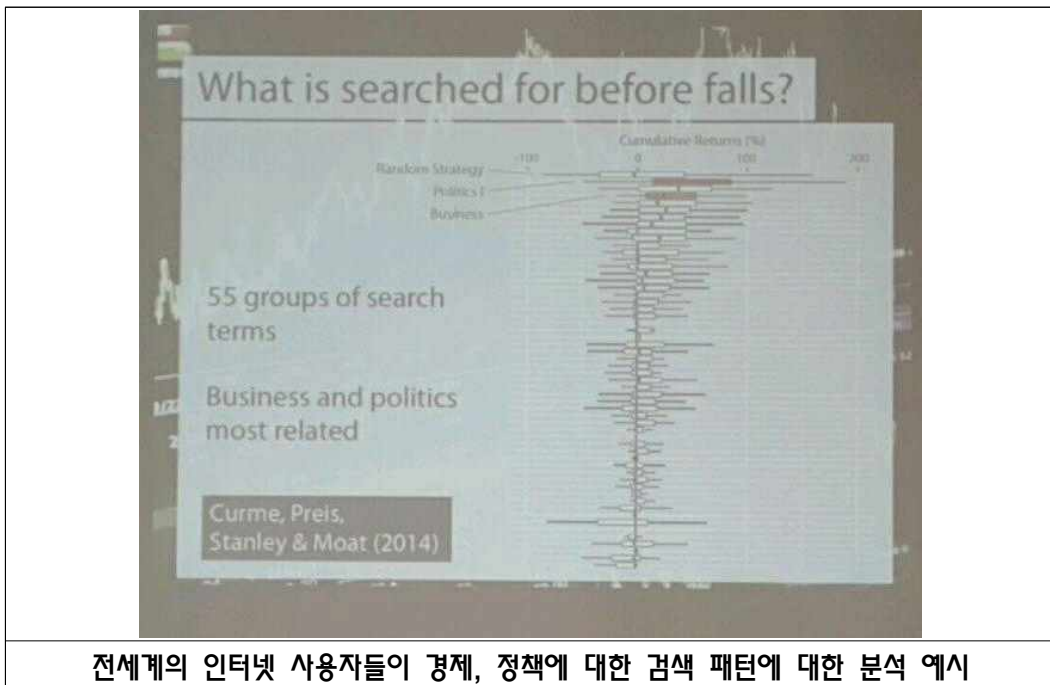 What is searched for before falls?
Cumulative Returns (%)
-100 0 100 200
Random Strategy
Politics I
Business
55 groups of search
terms
Business and politics
most related
Curme, Preis,
Stanley & Moat (2014)
전세계의 인터넷 사용자들이 경제, 정책에 대한 검색 패턴에 대한 분석 예시